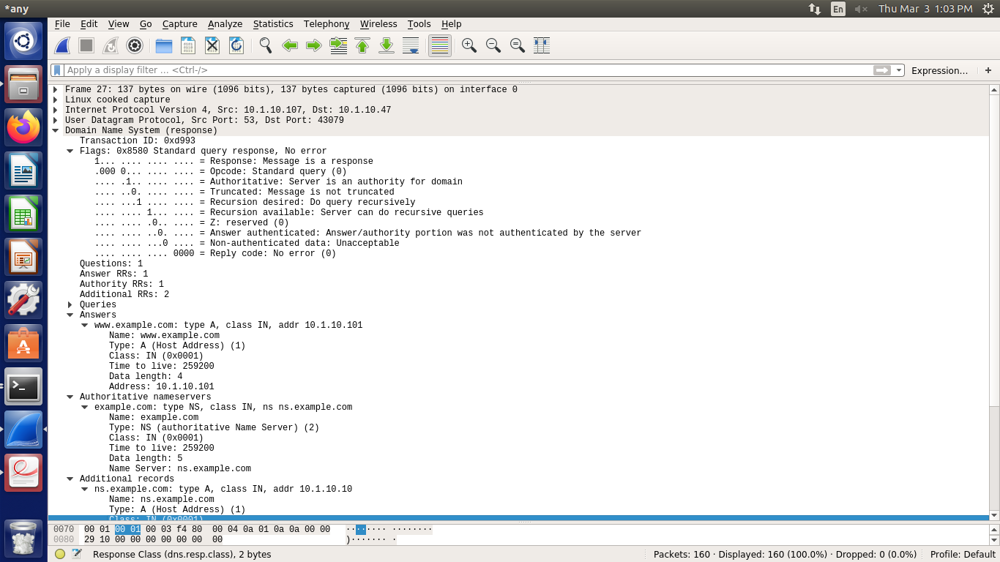 *any
En
Thu Mar 3 1:03 PM
File Edit View Go Capture Analyze Statistics Telephony Wireless Tools Help
Apply a display filter ... <Ctrl-/>
Expression...
+
Frame 27: 137 bytes on wire (1096 bits), 137 bytes captured (1096 bits) on interface 0
Linux cooked capture
Internet Protocol Version 4, Src: 10.1.10.107, Dst: 10.1.10.47
User Datagram Protocol, Src Port: 53, Dst Port: 43079
Domain Name System (response)
Transaction ID: 0xd993
Flags: 0x8580 Standard query response, No error
1... .... .... .... = Response: Message is a response
.000 0... .... .... = Opcode: Standard query (0)
.... .1.. .... .... = Authoritative: Server is an authority for domain
.... ..0. .... .... = Truncated: Message is not truncated
.... ...1 .... .... = Recursion desired: Do query recursively
.... .... 1... .... = Recursion available: Server can do recursive queries
.... .... .0.. .... = Z: reserved (0)
.... .... ..0. .... = Answer authenticated: Answer/authority portion was not authenticated by the server
.... .... ...0 .... = Non-authenticated data: Unacceptable
.... .... .... 0000 = Reply code: No error (0)
Questions: 1
Answer RRs: 1
Authority RRs: 1
Additional RRs: 2
Queries
Answers
www.example.com: type A, class IN, addr 10.1.10.101
Name: www.example.com
Type: A (Host Address) (1)
Class: IN (0x0001)
Time to live: 259200
Data length: 4
Address: 10.1.10.101
Authoritative nameservers
example.com: type NS, class IN, ns ns.example.com
Name: example.com
Type: NS (authoritative Name Server) (2)
Class: IN (0x0001)
Time to live: 259200
Data length: 5
Name Server: ns.example.com
Additional records
ns.example.com: type A, class IN, addr 10.1.10.10
Name: ns.example.com
Type: A (Host Address) (1)
Class: IN (0x0001)
0070 00 01 00 01 00 03 f4 80 00 04 0a 01 0a 0a 00 00 ········ ········
0080 29 10 00 00 00 00 00 00 00 )······· ·
Response Class (dns.resp.class), 2 bytes
Packets: 160 · Displayed: 160 (100.0%) · Dropped: 0 (0.0%)
Profile: Default